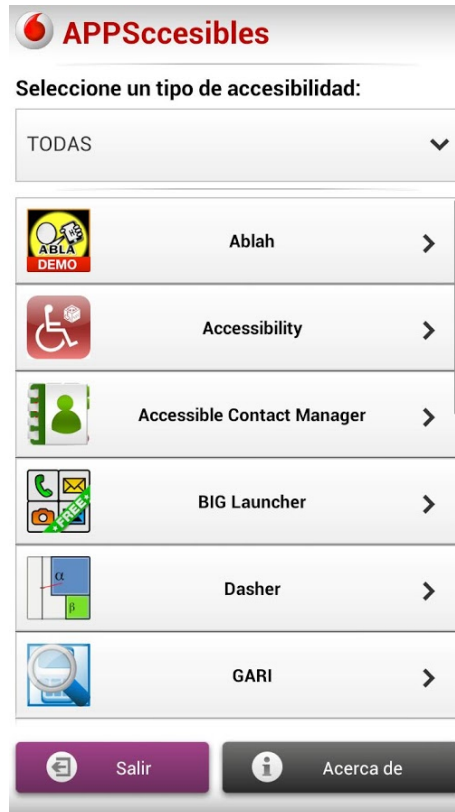 APPSccesibles
Seleccione un tipo de accesibilidad:
TODAS
ABLA
DEMO
Ablah
Accessibility
Accessible Contact Manager
FREE
BIG Launcher
α
β
Dasher
GARI
Salir
i
Acerca de